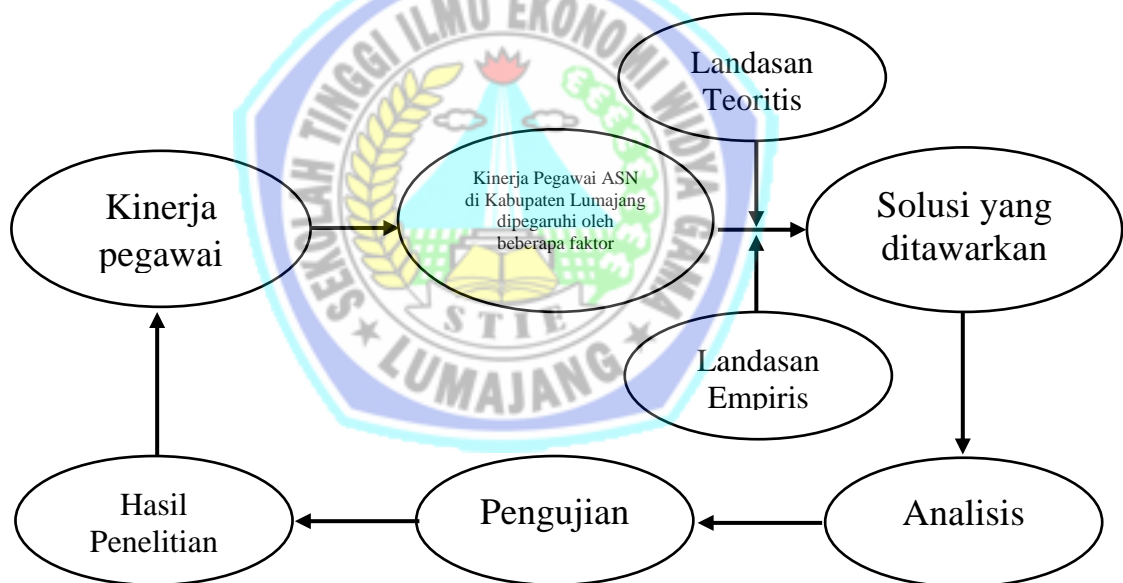 SEKOLAH TINGGI ILMU EKONOMI WIDYA GAMA
STIE
LUMAJANG
Landasan
Teoritis
Kinerja
pegawai
Kinerja Pegawai ASN
di Kabupaten Lumajang
dipegaruhi oleh
beberapa faktor
Solusi yang
ditawarkan
Landasan
Empiris
Hasil
Penelitian
Pengujian
Analisis